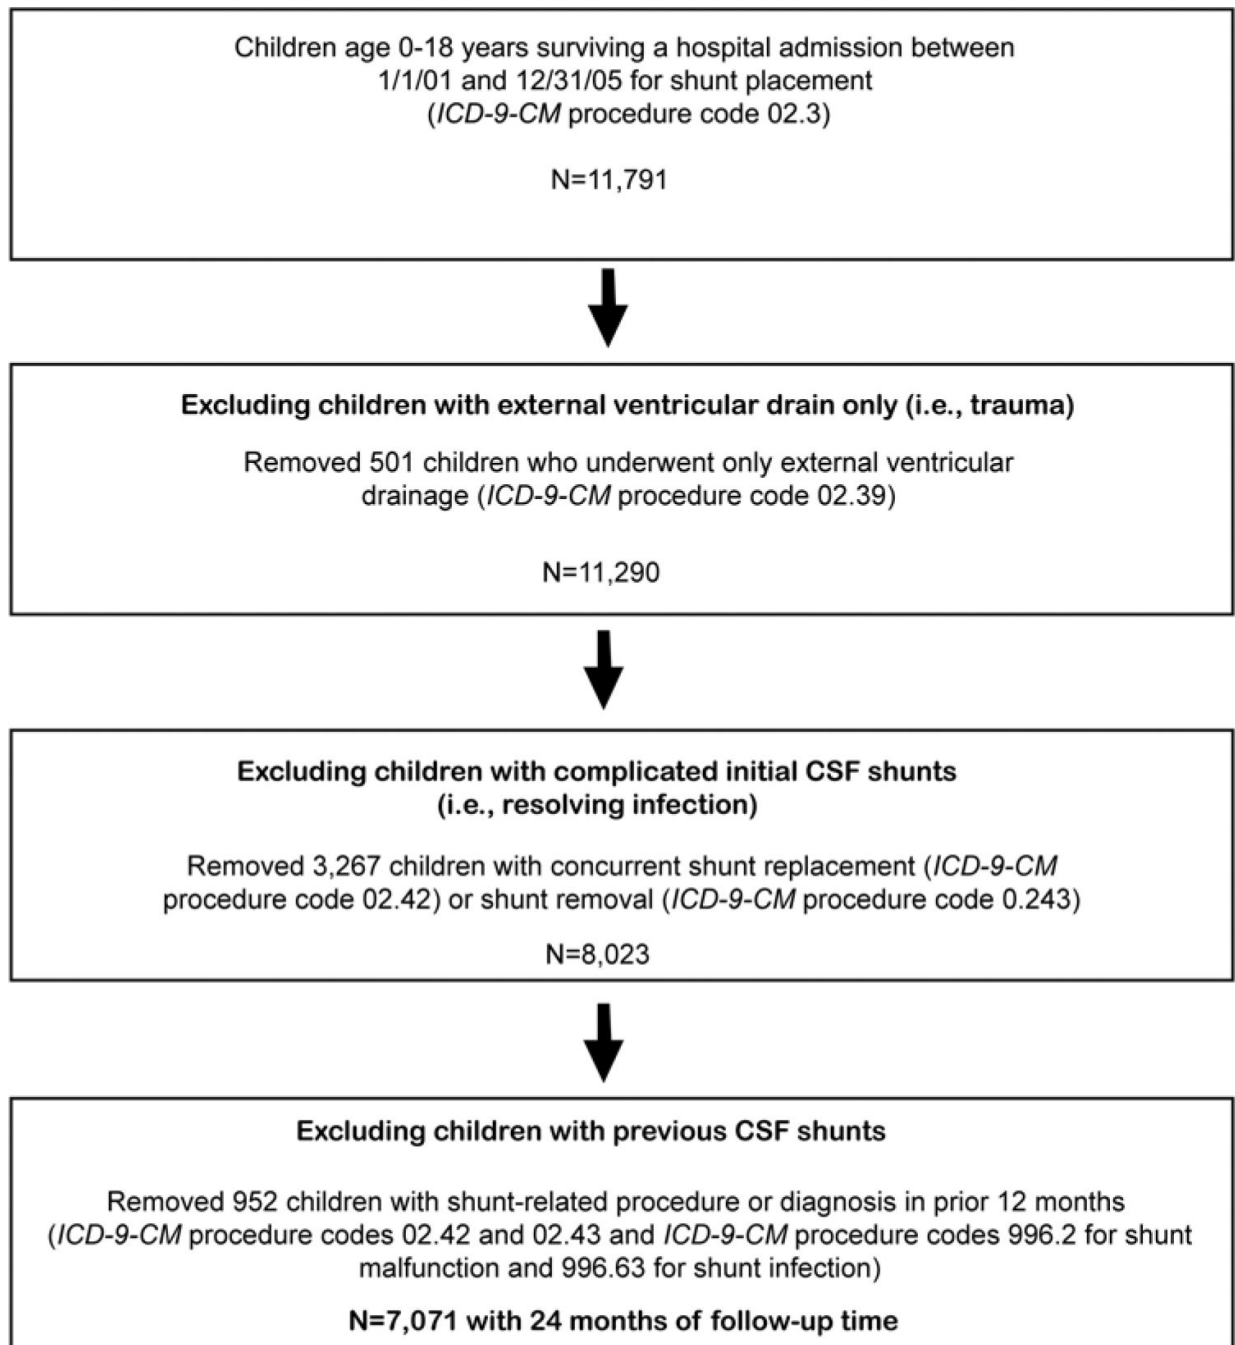 Children age 0-18 years surviving a hospital admission between
1/1/01 and 12/31/05 for shunt placement
(ICD-9-CM procedure code 02.3)
N=11,791
Excluding children with external ventricular drain only (i.e., trauma)
Removed 501 children who underwent only external ventricular
drainage (ICD-9-CM procedure code 02.39)
N=11,290
Excluding children with complicated initial CSF shunts
(i.e., resolving infection)
Removed 3,267 children with concurrent shunt replacement (ICD-9-CM
procedure code 02.42) or shunt removal (ICD-9-CM procedure code 0.243)
N=8,023
Excluding children with previous CSF shunts
Removed 952 children with shunt-related procedure or diagnosis in prior 12 months
(ICD-9-CM procedure codes 02.42 and 02.43 and ICD-9-CM procedure codes 996.2 for shunt
malfunction and 996.63 for shunt infection)
N=7,071 with 24 months of follow-up time